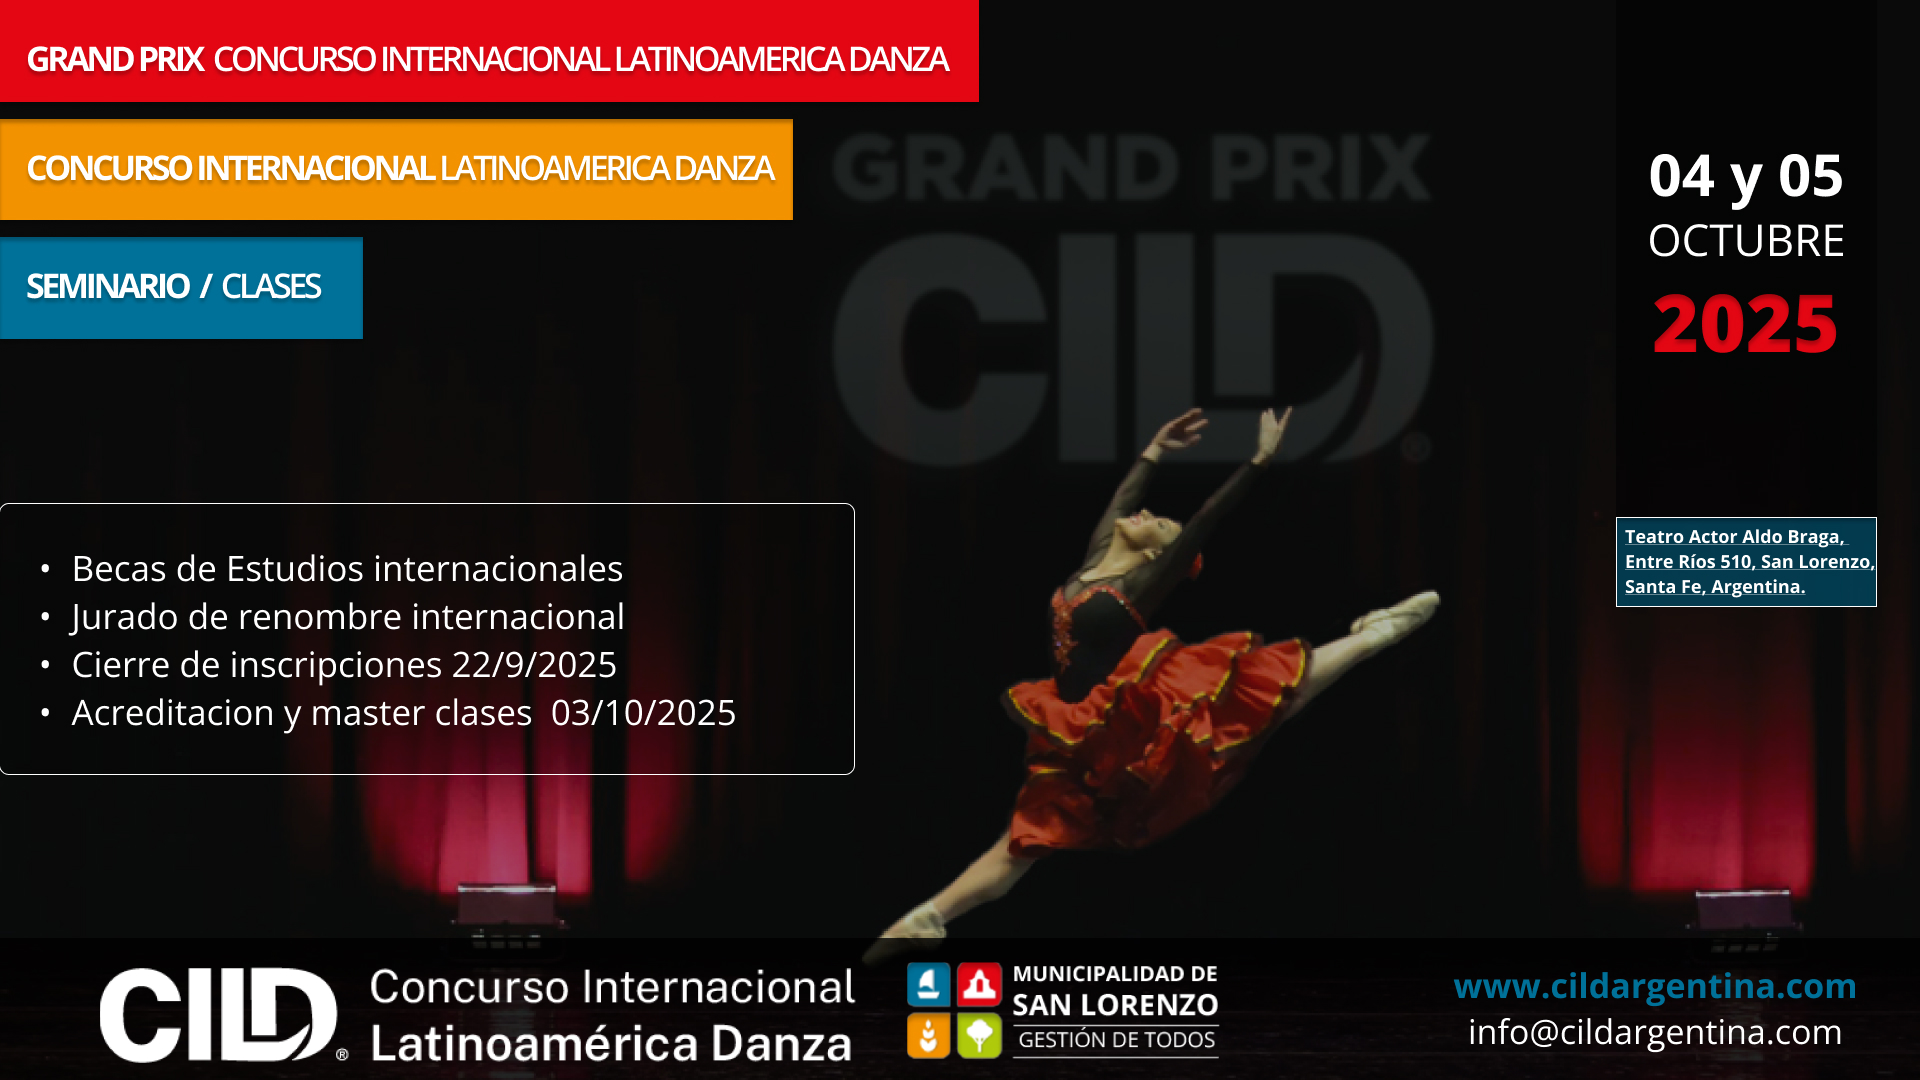 GRAND PRIX CONCURSO INTERNACIONAL LATINOAMERICA DANZA
CONCURSO INTERNACIONAL LATINOAMERICA DANZA
SEMINARIO / CLASES
GRAND PRIX
CILD®
04 y 05
OCTUBRE
2025
Teatro Actor Aldo Braga,
Entre Ríos 510, San Lorenzo,
Santa Fe, Argentina.
• Becas de Estudios internacionales
• Jurado de renombre internacional
• Cierre de inscripciones 22/9/2025
• Acreditacion y master clases 03/10/2025
CILD®
Concurso Internacional
Latinoamérica Danza
MUNICIPALIDAD DE
SAN LORENZO
GESTIÓN DE TODOS
www.cildargentina.com
info@cildargentina.com